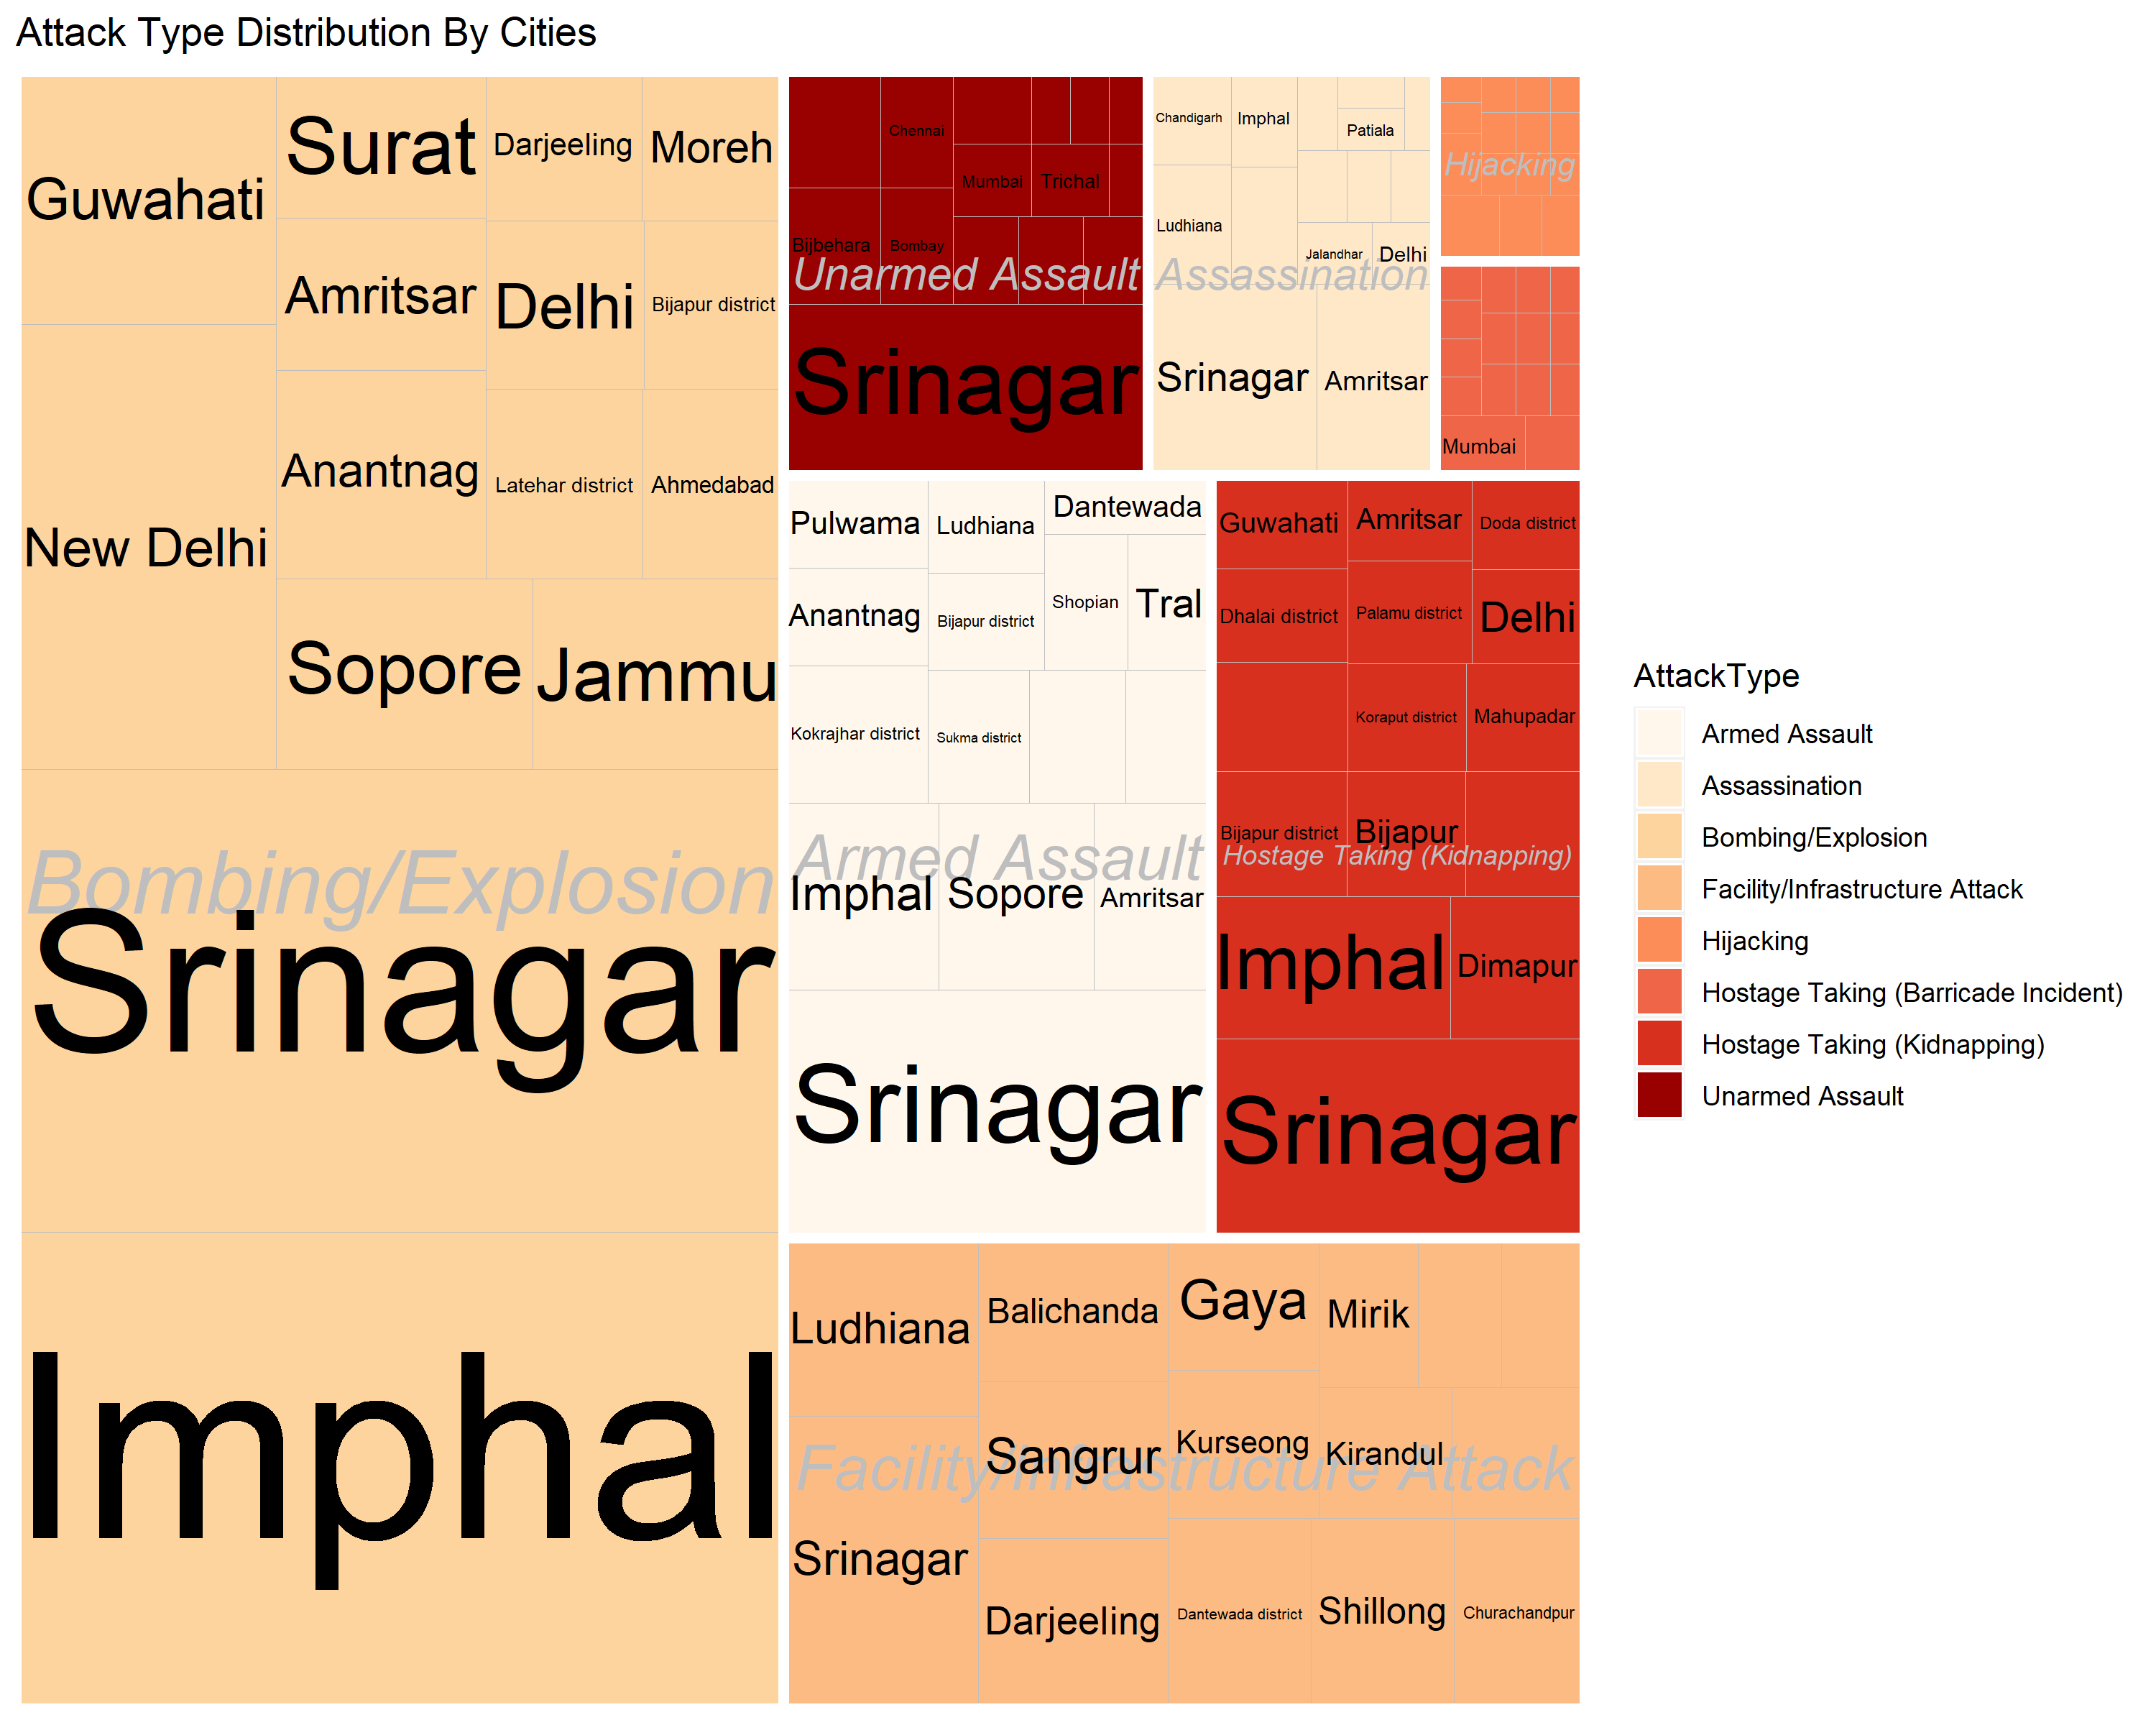 Attack Type Distribution By Cities
Guwahati
Surat
Darjeeling
Moreh
Amritsar
Delhi
Bijapur district
New Delhi
Anantnag
Latehar district
Ahmedabad
Sopore
Jammu
Bombing/Explosion
Srinagar
Imphal
Chennai
Mumbai
Trichal
Bijbehara
Bombay
Unarmed Assault
Srinagar
Chandigarh
Imphal
Patiala
Ludhiana
Jalandhar
Delhi
Assassination
Srinagar
Amritsar
Hijacking
Mumbai
Pulwama
Ludhiana
Dantewada
Anantnag
Bijapur district
Shopian
Tral
Kokrajhar district
Sukma district
Armed Assault
Imphal
Sopore
Amritsar
Srinagar
Guwahati
Amritsar
Doda district
Dhalai district
Palamu district
Delhi
Koraput district
Mahupadar
Bijapur district
Bijapur
Hostage Taking (Kidnapping)
Imphal
Dimapur
Srinagar
Ludhiana
Balichanda
Gaya
Mirik
Sangrur
Kurseong
Kirandul
Facility/Infrastructure Attack
Srinagar
Darjeeling
Dantewada district
Shillong
Churachandpur
AttackType
Armed Assault
Assassination
Bombing/Explosion
Facility/Infrastructure Attack
Hijacking
Hostage Taking (Barricade Incident)
Hostage Taking (Kidnapping)
Unarmed Assault